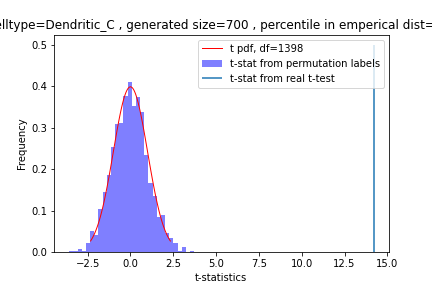 elltype=Dendritic_C , generated size=700 , percentile in emperical dist=
t pdf, df=1398
t-stat from permutation labels
t-stat from real t-test
Frequency
0.5
0.4
0.3
0.2
0.1
0.0
−2.5 0.0 2.5 5.0 7.5 10.0 12.5 15.0
t-statistics